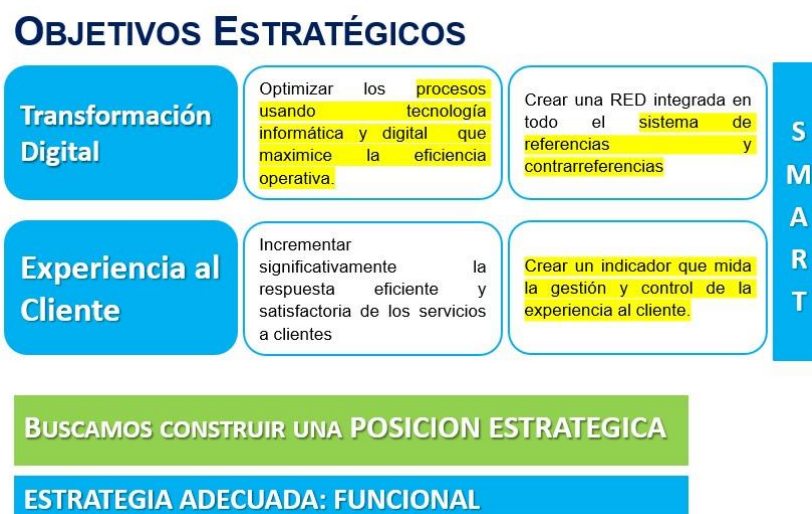 OBJETIVOS ESTRATÉGICOS
Transformación
Digital
Optimizar los procesos
usando tecnología
informática y digital que
maximice la eficiencia
operativa.
Crear una RED integrada en
todo el sistema de
referencias y
contrarreferencias
Experiencia al
Cliente
Incrementar
significativamente la
respuesta eficiente y
satisfactoria de los servicios
a clientes
Crear un indicador que mida
la gestión y control de la
experiencia al cliente.
S
M
A
R
T
BUSCAMOS CONSTRUIR UNA POSICION ESTRATEGICA
ESTRATEGIA ADECUADA: FUNCIONAL